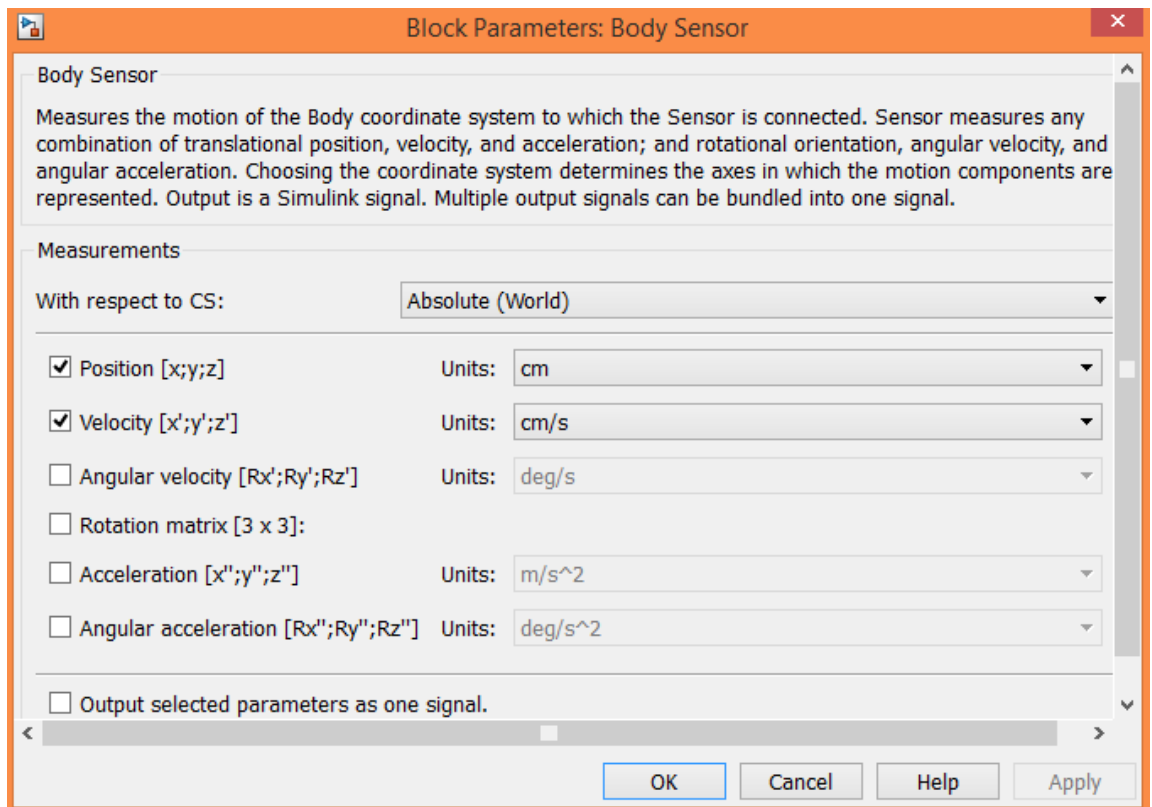 Block Parameters: Body Sensor
Body Sensor
Measures the motion of the Body coordinate system to which the Sensor is connected. Sensor measures any
combination of translational position, velocity, and acceleration; and rotational orientation, angular velocity, and
angular acceleration. Choosing the coordinate system determines the axes in which the motion components are
represented. Output is a Simulink signal. Multiple output signals can be bundled into one signal.
Measurements
With respect to CS: Absolute (World)
Position [x;y;z] Units: cm
Velocity [x';y';z'] Units: cm/s
Angular velocity [Rx';Ry';Rz'] Units: deg/s
Rotation matrix [3 x 3]:
Acceleration [x";y";z"] Units: m/s^2
Angular acceleration [Rx";Ry";Rz"] Units: deg/s^2
Output selected parameters as one signal.
OK Cancel Help Apply